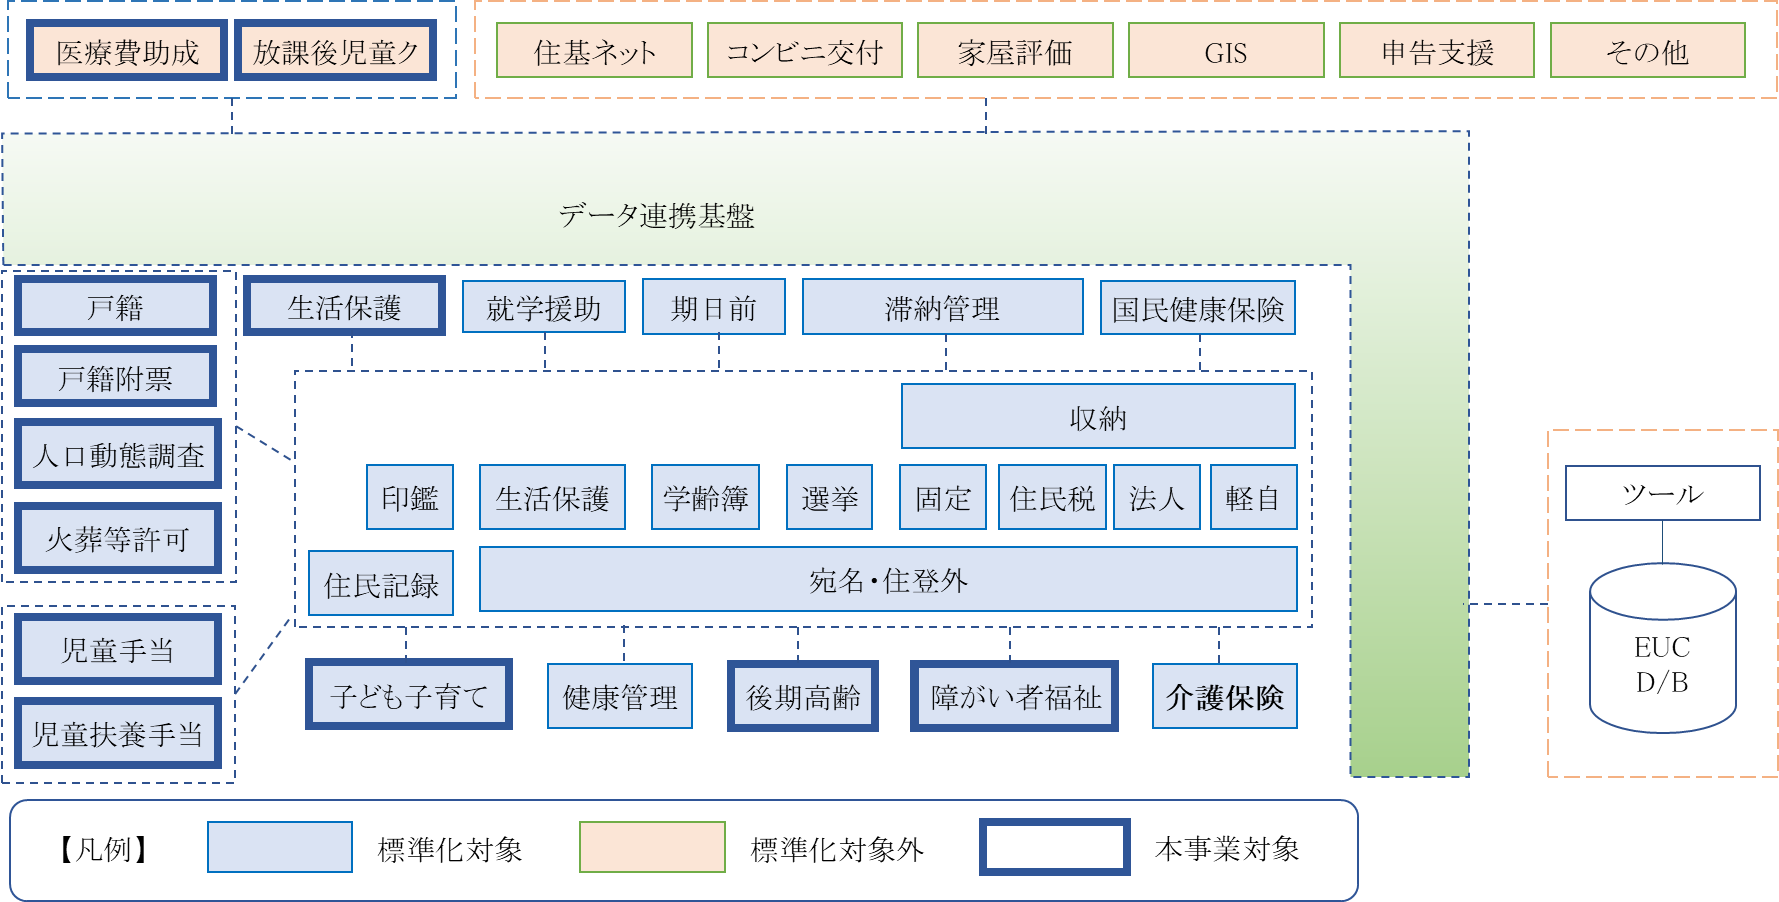 医療費助成
放課後児童ク
住基ネット
コンビニ交付
家屋評価
GIS
申告支援
その他
データ連携基盤
戸籍
戸籍附票
人口動態調査
火葬等許可
児童手当
児童扶養手当
生活保護
就学援助
期日前
滞納管理
国民健康保険
収納
印鑑
生活保護
学齢簿
選挙
固定
住民税
法人
軽自
住民記録
宛名・住登外
子ども子育て
健康管理
後期高齢
障がい者福祉
介護保険
ツール
EUC
D/B
【凡例】
標準化対象
標準化対象外
本事業対象